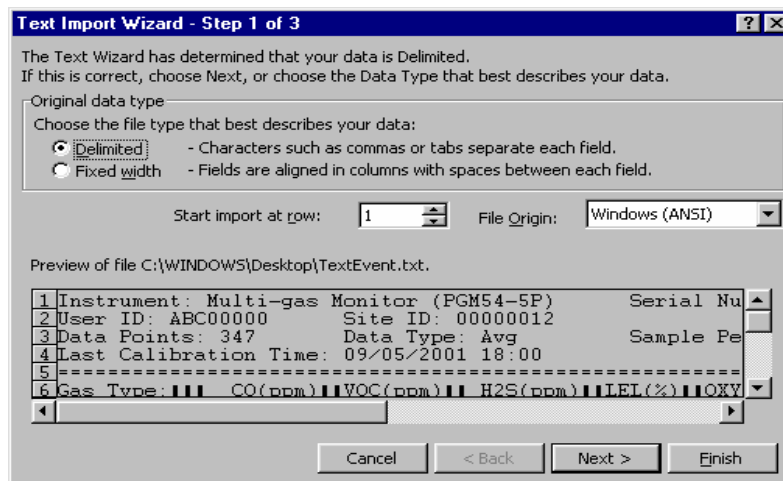 Text Import Wizard - Step 1 of 3
The Text Wizard has determined that your data is Delimited.
If this is correct, choose Next, or choose the Data Type that best describes your data.
Original data type
Choose the file type that best describes your data:
Delimited - Characters such as commas or tabs separate each field.
Fixed width - Fields are aligned in columns with spaces between each field.
Start import at row: 1 File Origin: Windows (ANSI)
Preview of file C:\WINDOWS\Desktop\TextEvent.txt.
1 Instrument: Multi-gas Monitor (PGM54-5P) Serial Nu
2 User ID: ABC00000 Site ID: 00000012
3 Data Points: 347 Data Type: Avg Sample Pe
4 Last Calibration Time: 09/05/2001 18:00
5 ==========================================================
6 Gas Type: CO(ppm) VOC(ppm) H2S(ppm) LEL(%) OXY
Cancel < Back Next > Finish